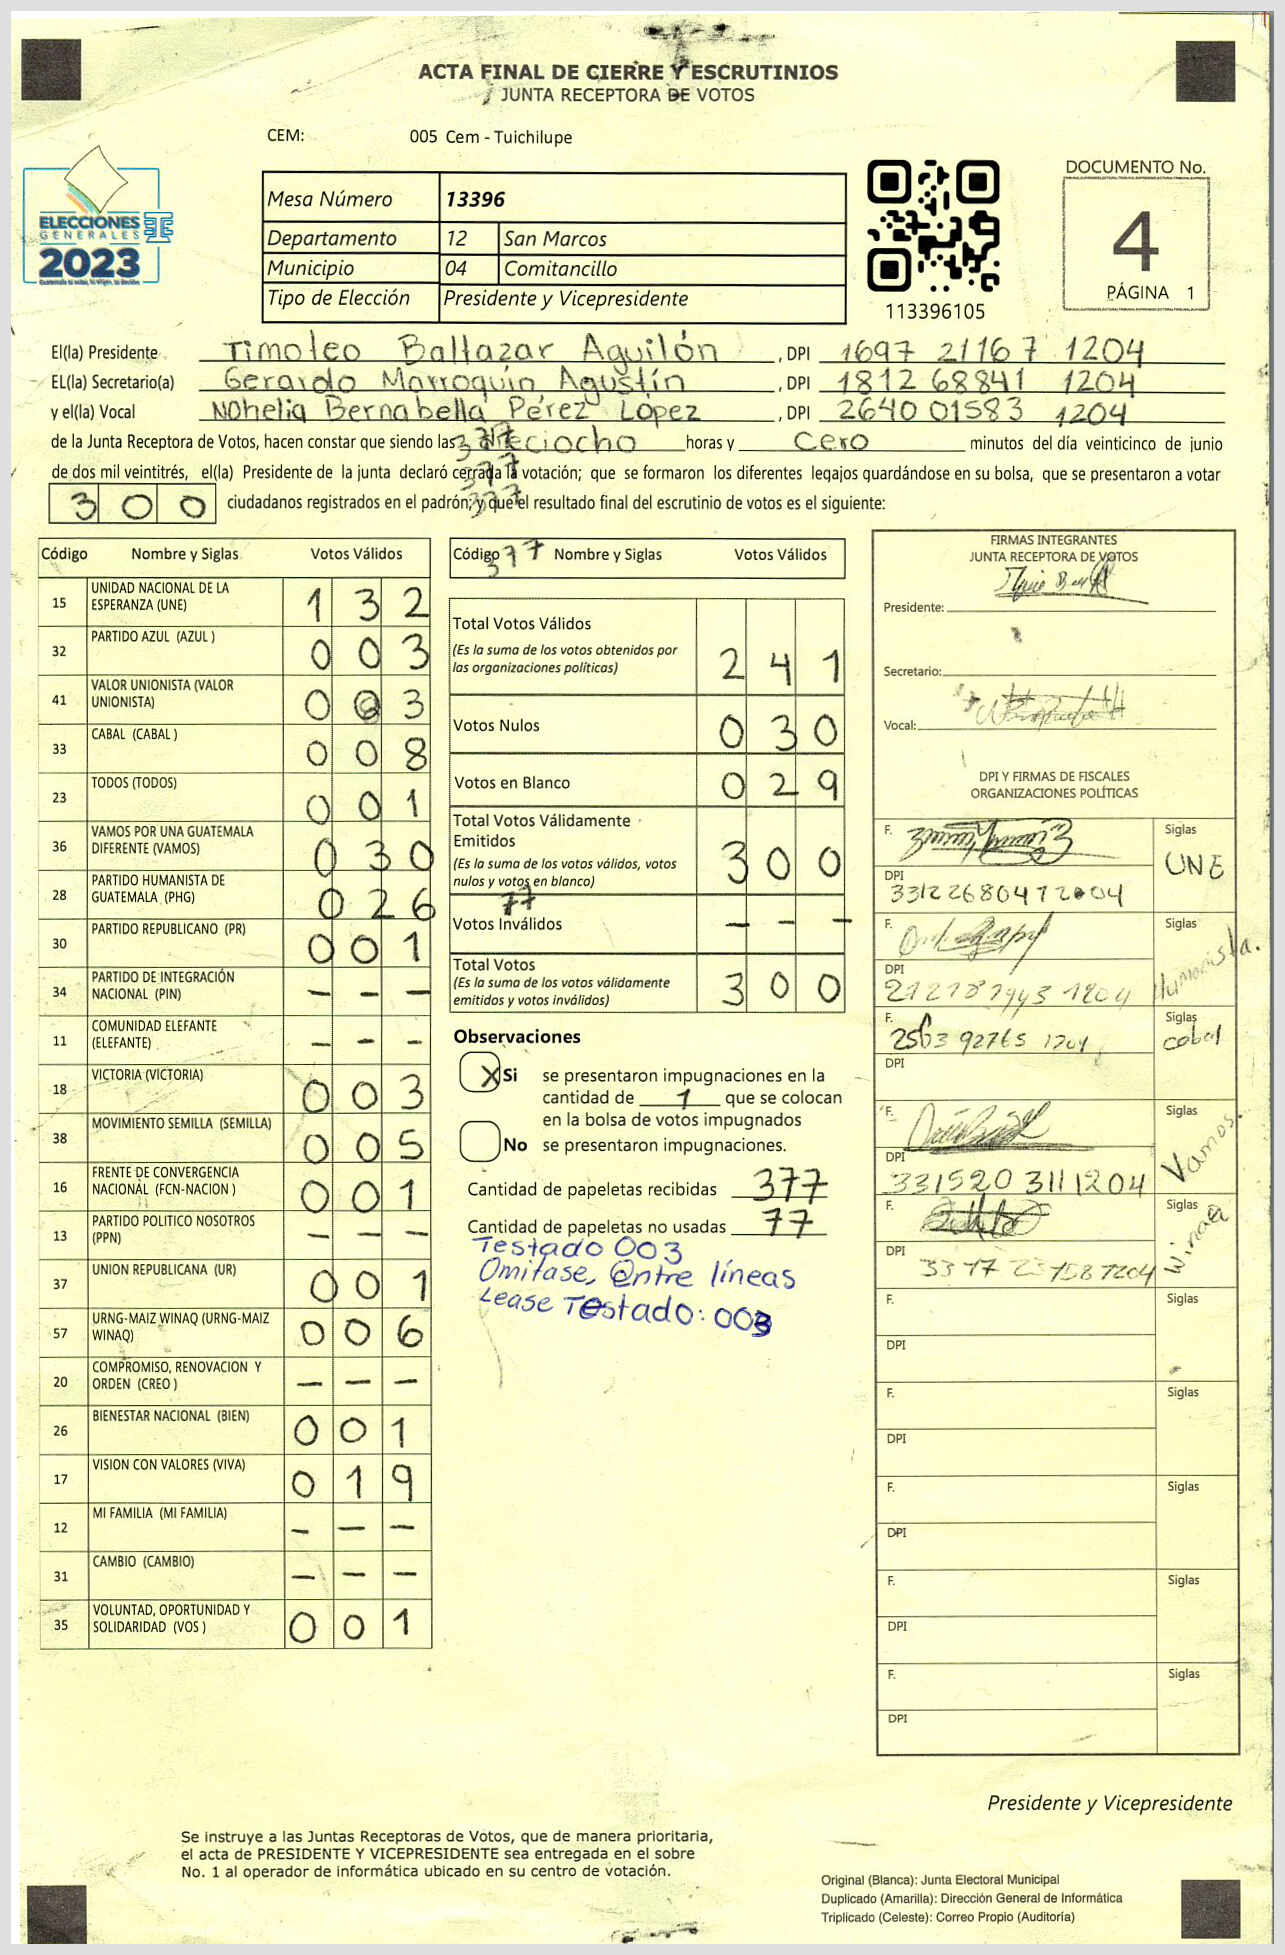 ACTA FINAL DE CIERRE Y ESCRUTINIOS
JUNTA RECEPTORA DE VOTOS
CEM: 005 Cem - Tuichilupe
ELECCIONES
GENERALES
2023
TSE
Mesa Número 13396
Departamento 12 San Marcos
Municipio 04 Comitancillo
Tipo de Elección Presidente y Vicepresidente
113396105
DOCUMENTO No.
4
PÁGINA 1
El(la) Presidente Timoteo Baltazar Aguilón , DPI 1697 21167 1204
EL(la) Secretario(a) Gerardo Marroquín Agustín , DPI 1812 68841 1204
y el(la) Vocal Nohelia Bernabella Pérez López , DPI 2640 01583 1204
de la Junta Receptora de Votos, hacen constar que siendo las dieciocho horas y cero minutos del día veinticinco de junio
de dos mil veintitrés, el(la) Presidente de la junta declaró cerrada la votación; que se formaron los diferentes legajos guardándose en su bolsa, que se presentaron a votar
300 ciudadanos registrados en el padrón; y que el resultado final del escrutinio de votos es el siguiente:
377
377
377
Código Nombre y Siglas Votos Válidos
15 UNIDAD NACIONAL DE LA ESPERANZA (UNE) 1 3 2
32 PARTIDO AZUL (AZUL ) 0 0 3
41 VALOR UNIONISTA (VALOR UNIONISTA) 0 0 3
33 CABAL (CABAL ) 0 0 8
23 TODOS (TODOS) 0 0 1
36 VAMOS POR UNA GUATEMALA DIFERENTE (VAMOS) 0 3 0
28 PARTIDO HUMANISTA DE GUATEMALA (PHG) 0 2 6
30 PARTIDO REPUBLICANO (PR) 0 0 1
34 PARTIDO DE INTEGRACIÓN NACIONAL (PIN) - - -
11 COMUNIDAD ELEFANTE (ELEFANTE) - - -
18 VICTORIA (VICTORIA) 0 0 3
38 MOVIMIENTO SEMILLA (SEMILLA) 0 0 5
16 FRENTE DE CONVERGENCIA NACIONAL (FCN-NACION ) 0 0 1
13 PARTIDO POLITICO NOSOTROS (PPN) - - -
37 UNION REPUBLICANA (UR) 0 0 1
57 URNG-MAIZ WINAQ (URNG-MAIZ WINAQ) 0 0 6
20 COMPROMISO, RENOVACION Y ORDEN (CREO ) - - -
26 BIENESTAR NACIONAL (BIEN) 0 0 1
17 VISION CON VALORES (VIVA) 0 1 9
12 MI FAMILIA (MI FAMILIA) - - -
31 CAMBIO (CAMBIO) - - -
35 VOLUNTAD, OPORTUNIDAD Y SOLIDARIDAD (VOS ) 0 0 1
Código Nombre y Siglas Votos Válidos
377
Total Votos Válidos 2 4 1
(Es la suma de los votos obtenidos por
las organizaciones políticas)
Votos Nulos 0 3 0
Votos en Blanco 0 2 9
Total Votos Válidamente
Emitidos 3 0 0
(Es la suma de los votos válidos, votos
nulos y votos en blanco)
77
Votos Inválidos - - -
Total Votos 3 0 0
(Es la suma de los votos válidamente
emitidos y votos inválidos)
Observaciones
X Si se presentaron impugnaciones en la
cantidad de 1 que se colocan
en la bolsa de votos impugnados
No se presentaron impugnaciones.
Cantidad de papeletas recibidas 377
Cantidad de papeletas no usadas 77
Testado 003
Omitase, Entre líneas
Lease Testado: 003
FIRMAS INTEGRANTES
JUNTA RECEPTORA DE VOTOS
Presidente:
Secretario:
Vocal:
DPI Y FIRMAS DE FISCALES
ORGANIZACIONES POLÍTICAS
F. Siglas UNE
DPI 3312268047204
F. Siglas Humanista.
DPI
F. 2563 92765 1204 Siglas cabal
DPI
F. Siglas Vamos.
DPI 331520 3111204
F. Siglas Winaq
DPI
F. Siglas
DPI
F. Siglas
DPI
F. Siglas
DPI
F. Siglas
DPI
F. Siglas
DPI
Presidente y Vicepresidente
Se instruye a las Juntas Receptoras de Votos, que de manera prioritaria,
el acta de PRESIDENTE Y VICEPRESIDENTE sea entregada en el sobre
No. 1 al operador de informática ubicado en su centro de votación.
Original (Blanca): Junta Electoral Municipal
Duplicado (Amarilla): Dirección General de Informática
Triplicado (Celeste): Correo Propio (Auditoría)